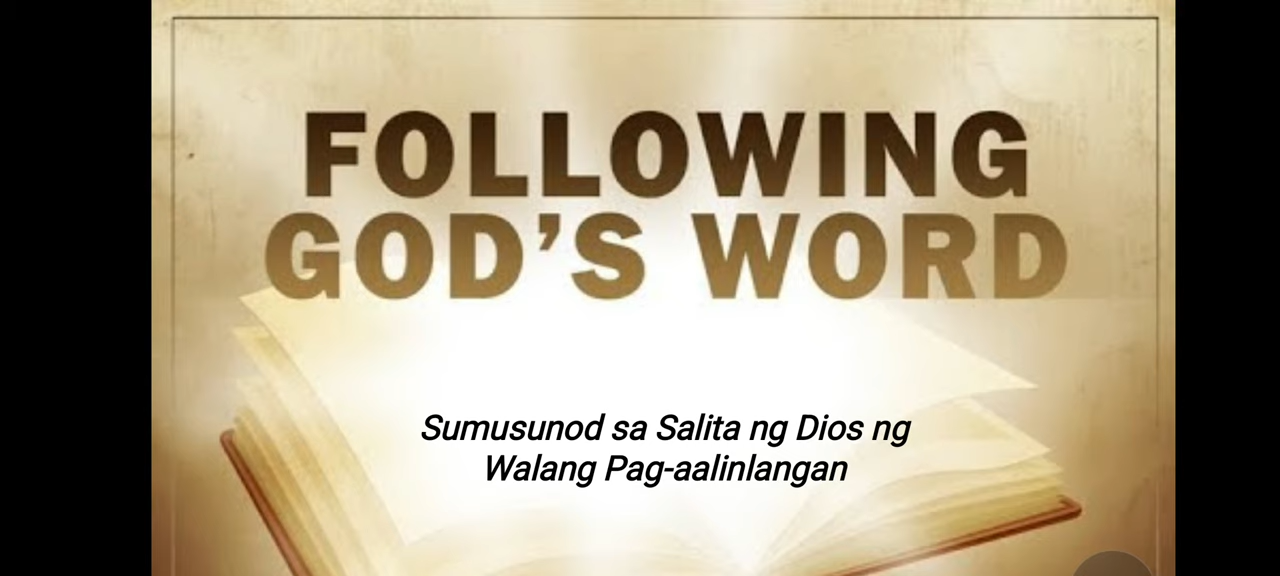 FOLLOWING
GOD’S WORD
Sumusunod sa Salita ng Dios ng
Walang Pag-aalinlangan